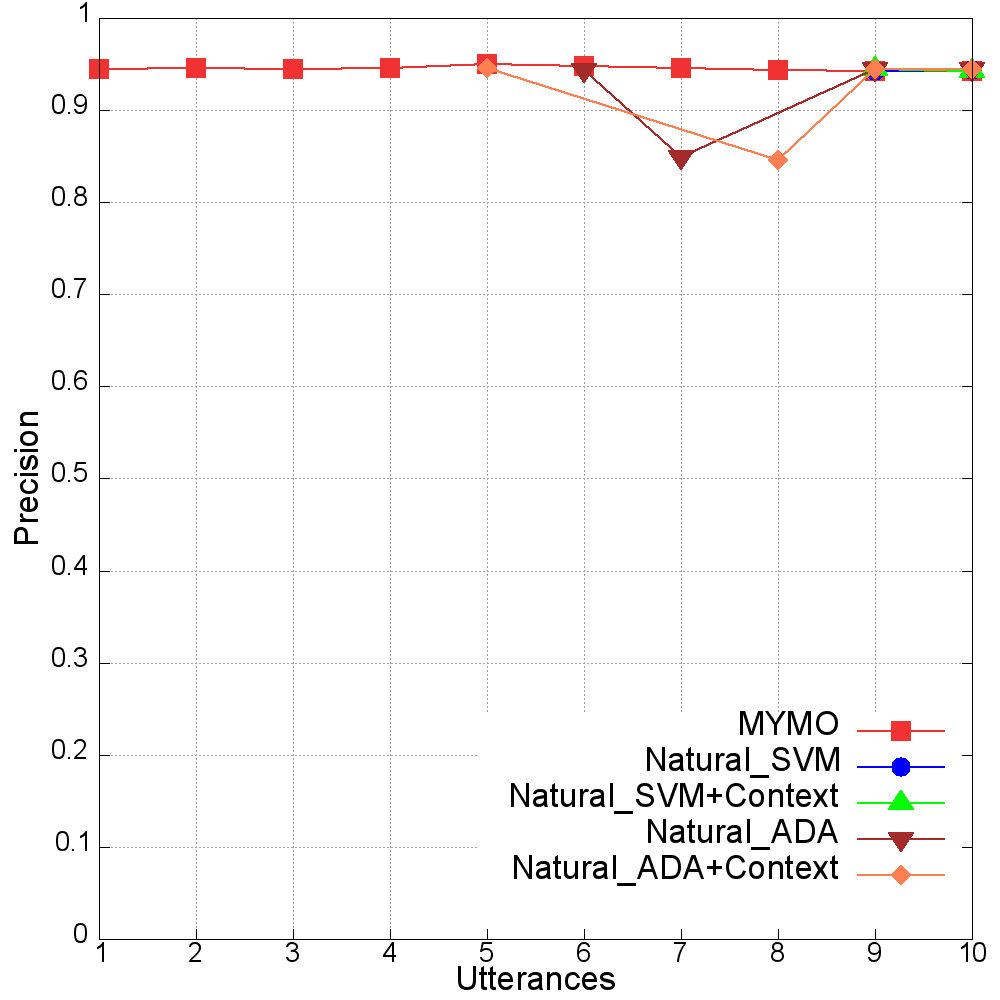 1
0.9
0.8
0.7
0.6
0.5
0.4
0.3
0.2
0.1
0
Precision
MYMO
Natural_SVM
Natural_SVM+Context
Natural_ADA
Natural_ADA+Context
1 2 3 4 5 6 7 8 9 10
Utterances